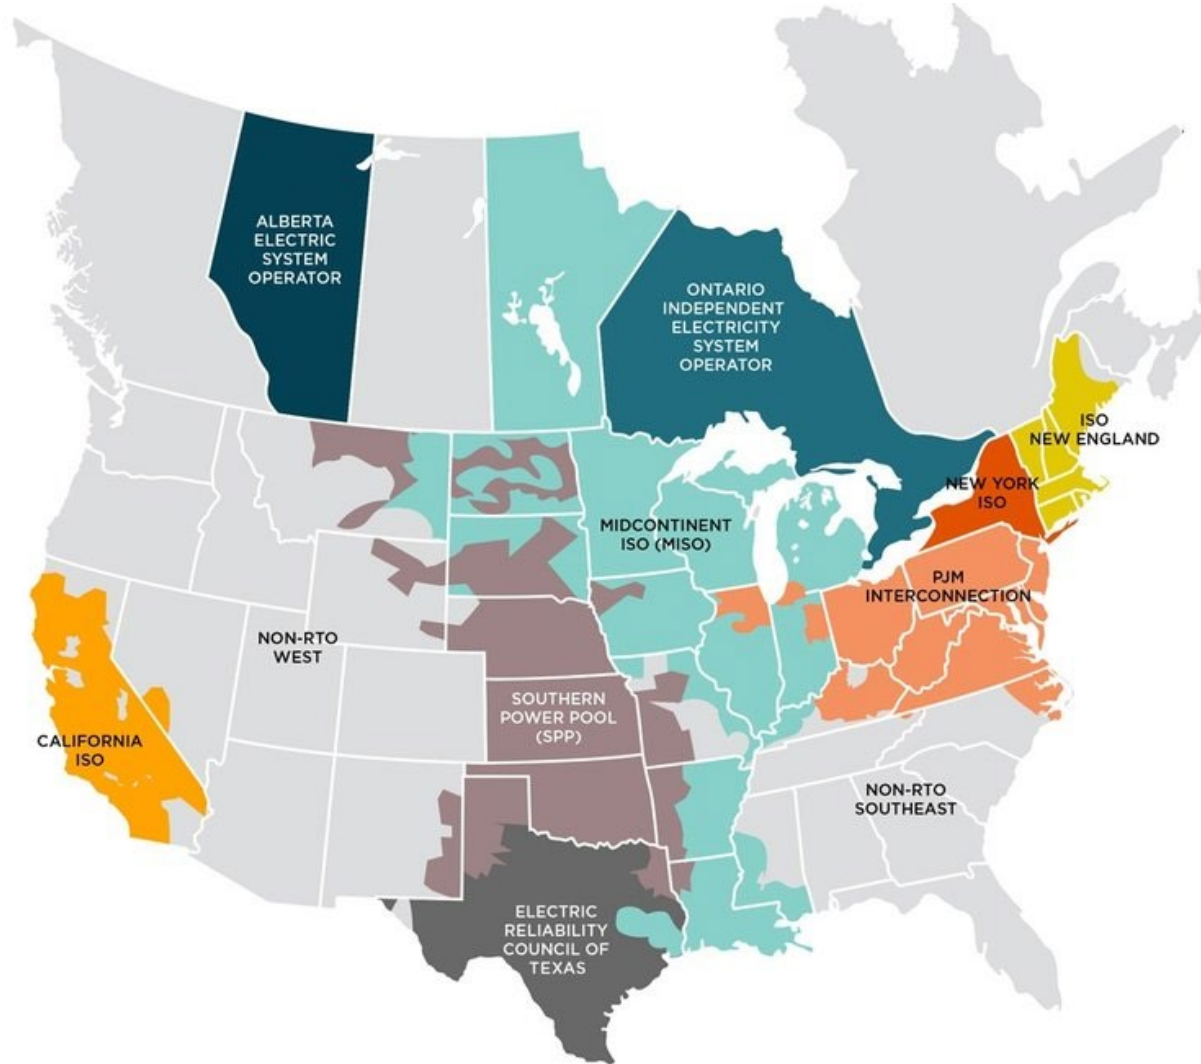 ALBERTA
ELECTRIC
SYSTEM
OPERATOR
ONTARIO
INDEPENDENT
ELECTRICITY
SYSTEM
OPERATOR
ISO
NEW ENGLAND
NEW YORK
ISO
MIDCONTINENT
ISO (MISO)
PJM
INTERCONNECTION
NON-RTO
WEST
SOUTHERN
POWER POOL
(SPP)
CALIFORNIA
ISO
NON-RTO
SOUTHEAST
ELECTRIC
RELIABILITY
COUNCIL OF
TEXAS